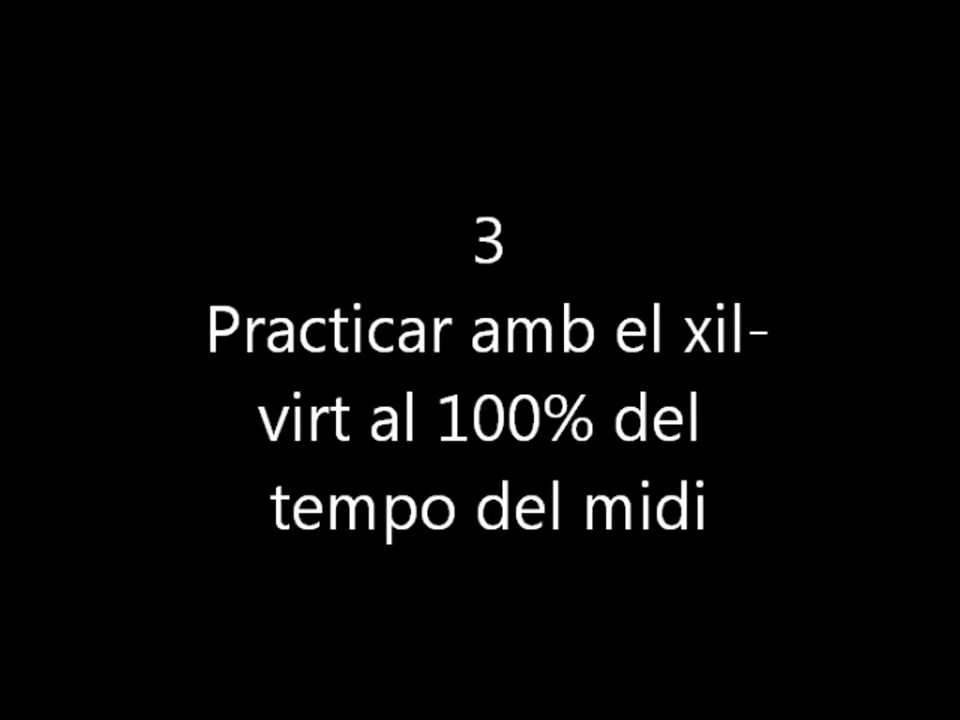 3
Practicar amb el xil-
virt al 100% del
tempo del midi